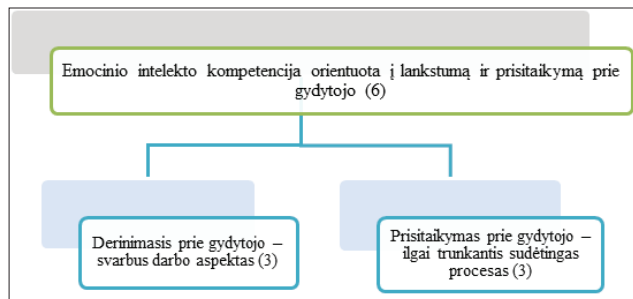 Emocinio intelekto kompetencija orientuota į lankstumą ir prisitaikymą prie
gydytojo (6)
Derinimasis prie gydytojo –
svarbus darbo aspektas (3)
Prisitaikymas prie gydytojo –
ilgai trunkantis sudėtingas
procesas (3)